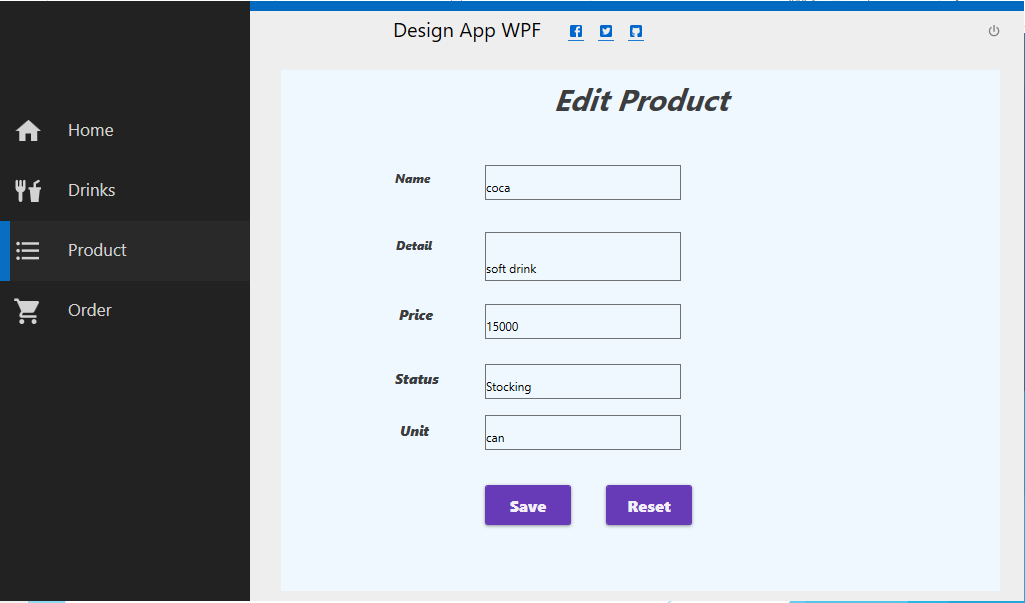 Design App WPF
Home
Drinks
Product
Order
Edit Product
Name
coca
Detail
soft drink
Price
15000
Status
Stocking
Unit
can
Save
Reset